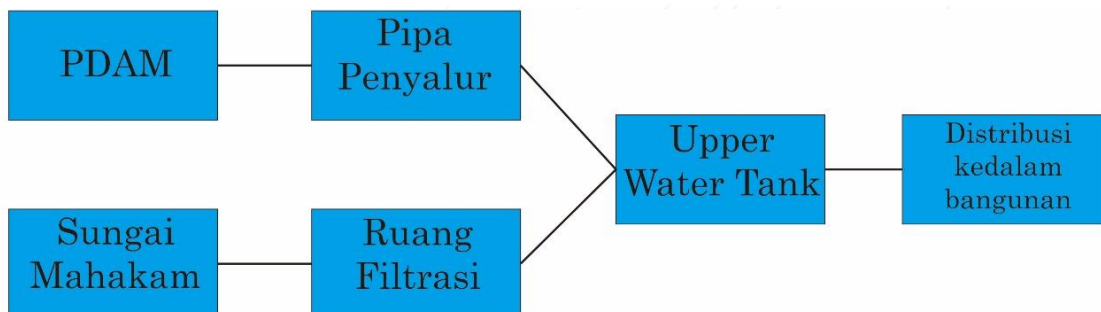 PDAM
Pipa
Penyalur
Upper
Water Tank
Distribusi
kedalam
bangunan
Sungai
Mahakam
Ruang
Filtrasi